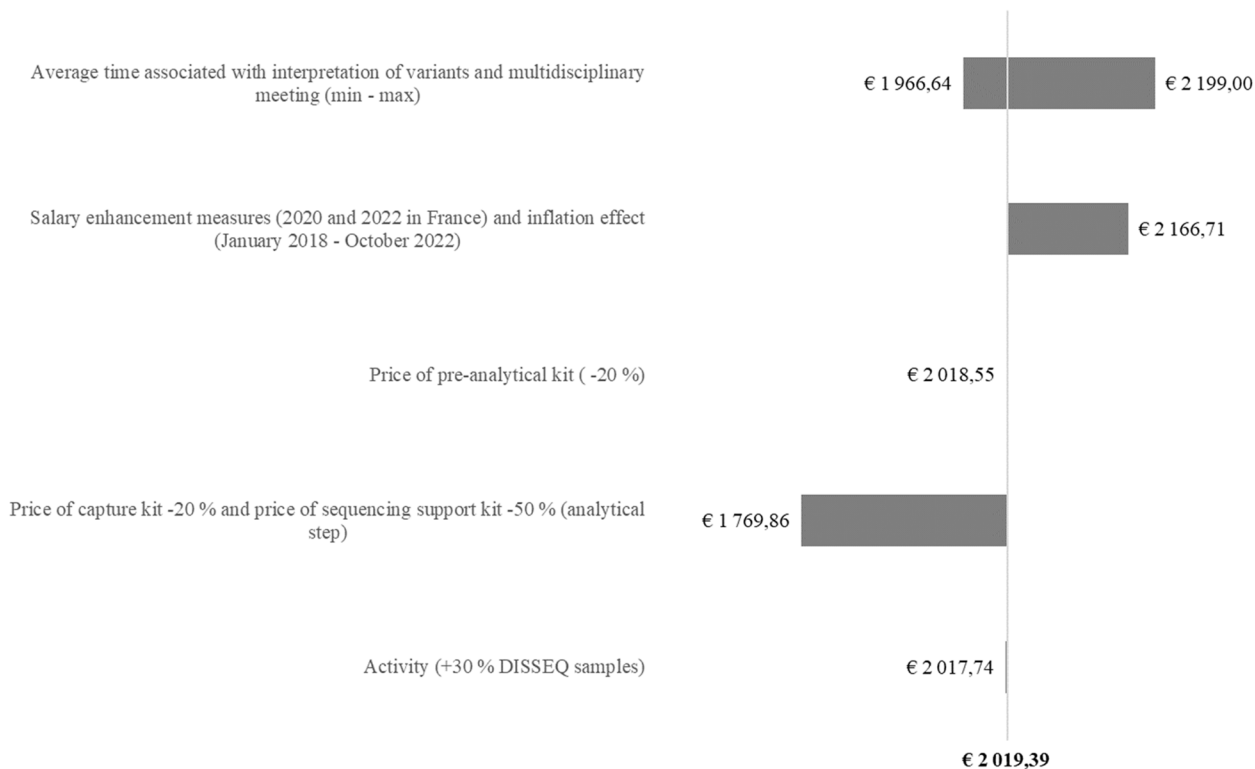 Average time associated with interpretation of variants and multidisciplinary
meeting (min - max)
€ 1 966,64
€ 2 199,00
Salary enhancement measures (2020 and 2022 in France) and inflation effect
(January 2018 - October 2022)
€ 2 166,71
Price of pre-analytical kit ( -20 %)
€ 2 018,55
Price of capture kit -20 % and price of sequencing support kit -50 % (analytical
step)
€ 1 769,86
Activity (+30 % DISSEQ samples)
€ 2 017,74
€ 2 019,39